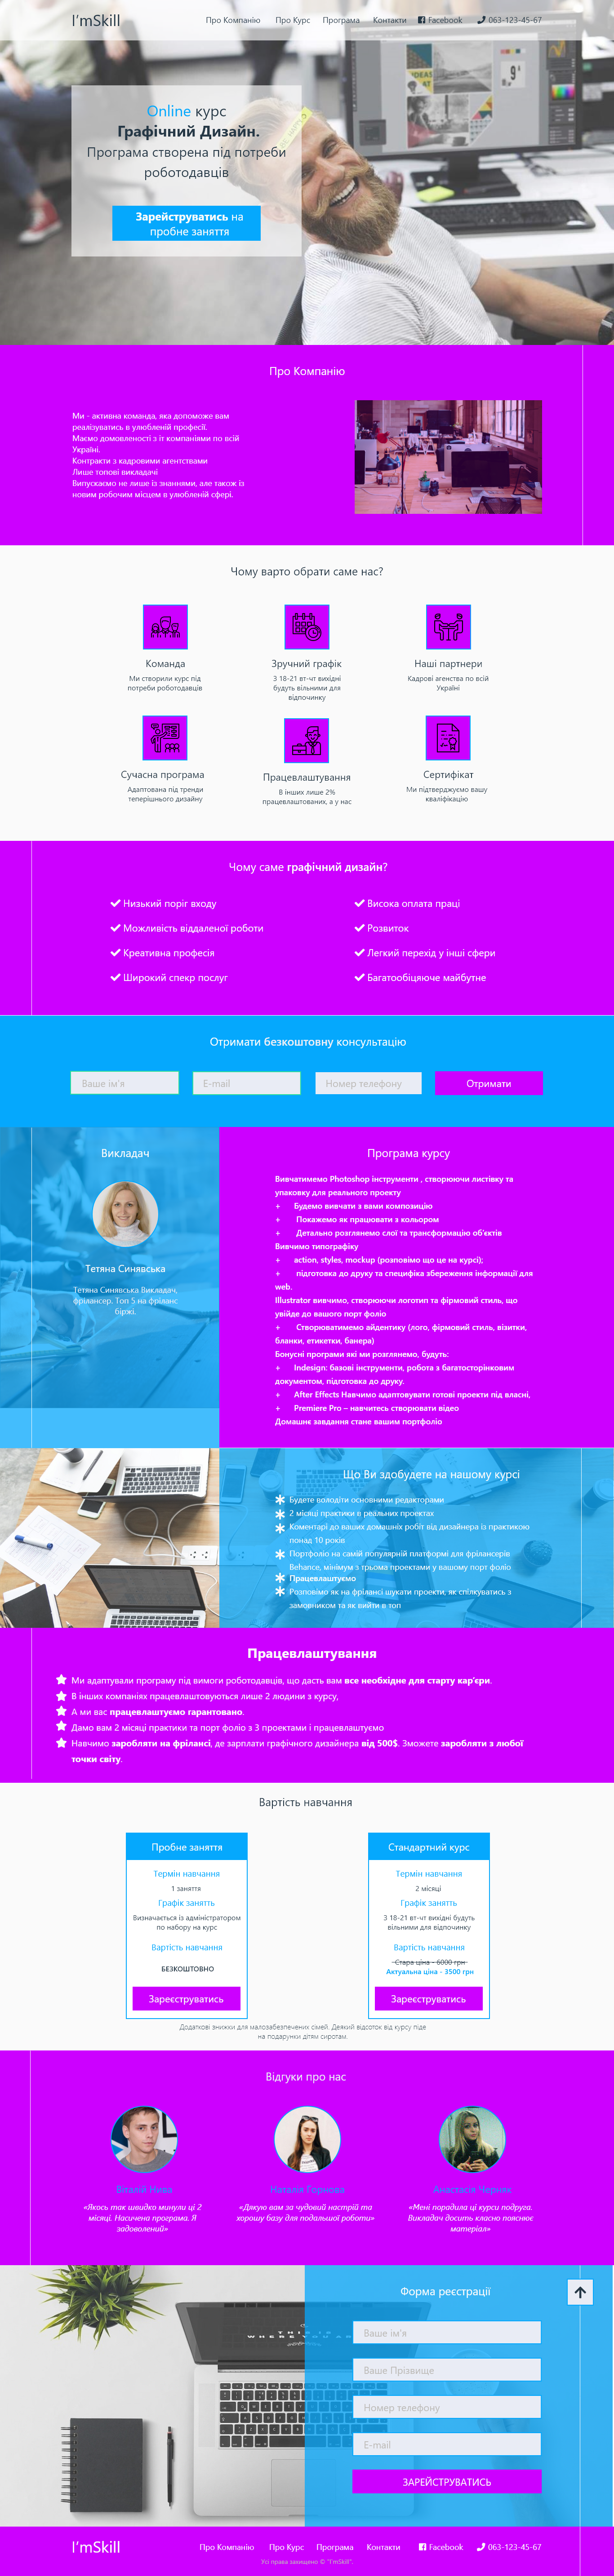 I'mSkill
Про Компанію Про Курс Програма Контакти Facebook 063-123-45-67
Online курс
Графічний Дизайн.
Програма створена під потреби
роботодавців
Зарейструватись на
пробне заняття
Про Компанію
Ми - активна команда, яка допоможе вам
реалізуватись в улюбленій професії.
Маємо домовленості з іт компаніями по всій
Україні.
Контракти з кадровими агентствами
Лише топові викладачі
Випускаємо не лише із знаннями, але також із
новим робочим місцем в улюбленій сфері.
Чому варто обрати саме нас?
Команда
Ми створили курс під
потреби роботодавців
Зручний графік
З 18-21 вт-чт вихідні
будуть вільними для
відпочинку
Наші партнери
Кадрові агенства по всій
Україні
Сучасна програма
Адаптована під тренди
теперішнього дизайну
Працевлаштування
В інших лише 2%
працевлаштованих, а у нас
Сертифікат
Ми підтверджуємо вашу
кваліфікацію
Чому саме графічний дизайн?
Низький поріг входу
Можливість віддаленої роботи
Креативна професія
Широкий спекр послуг
Висока оплата праці
Розвиток
Легкий перехід у інші сфери
Багатообіцяюче майбутне
Отримати безкоштовну консультацію
Ваше ім'я E-mail Номер телефону Отримати
Викладач
Тетяна Синявська
Тетяна Синявська Викладач,
фрілансер. Топ 5 на фріланс
біржі.
Програма курсу
Вивчатимемо Photoshop інструменти , створюючи листівку та
упаковку для реального проекту
+ Будемо вивчати з вами композицію
+ Покажемо як працювати з кольором
+ Детально розглянемо слої та трансформацію об'єктів
Вивчимо типографіку
+ action, styles, mockup (розповімо що це на курсі);
+ підготовка до друку та специфіка збереження інформації для
web.
Illustrator вивчимо, створюючи логотип та фірмовий стиль, що
увійде до вашого порт фоліо
+ Створюватимемо айдентику (лого, фірмовий стиль, візитки,
бланки, етикетки, банера)
Бонусні програми які ми розглянемо, будуть:
+ Indesign: базові інструменти, робота з багатосторінковим
документом, підготовка до друку.
+ After Effects Навчимо адаптовувати готові проекти під власні,
+ Premiere Pro – навчитесь створювати відео
Домашнє завдання стане вашим портфоліо
Що Ви здобудете на нашому курсі
Будете володіти основними редакторами
2 місяці практики в реальних проектах
Коментарі до ваших домашніх робіт від дизайнера із практикою
понад 10 років
Портфоліо на самій популярній платформі для фрілансерів
Behance, мінімум з трьома проектами у вашому порт фоліо
Працевлаштуємо
Розповімо як на фрілансі шукати проекти, як спілкуватись з
замовником та як вийти в топ
Працевлаштування
Ми адаптували програму під вимоги роботодавців, що дасть вам все необхідне для старту кар'єри.
В інших компаніях працевлаштовуються лише 2 людини з курсу,
А ми вас працевлаштуємо гарантовано.
Дамо вам 2 місяці практики та порт фоліо з 3 проектами і працевлаштуємо
Навчимо заробляти на фрілансі, де зарплати графічного дизайнера від 500$. Зможете заробляти з любої
точки світу.
Вартість навчання
Пробне заняття
Термін навчання
1 заняття
Графік занятть
Визначається із адміністратором
по набору на курс
Вартість навчання
БЕЗКОШТОВНО
Зареєструватись
Стандартний курс
Термін навчання
2 місяці
Графік занятть
З 18-21 вт-чт вихідні будуть
вільними для відпочинку
Вартість навчання
Стара ціна - 6000 грн
Актуальна ціна - 3500 грн
Зареєструватись
Додаткові знижки для малозабезпечених сімей. Деякий відсоток від курсу піде
на подарунки дітям сиротам.
Відгуки про нас
Віталій Нива
«Якось так швидко минули ці 2
місяці. Насичена програма. Я
задоволений»
Наталія Горнова
«Дякую вам за чудовий настрій та
хорошу базу для подальшої роботи»
Анастасія Черняк
«Мені порадила ці курси подруга.
Викладач досить класно пояснює
матеріал»
THIS IS
WHERE YOU ARE
Форма реєстрації
Ваше ім'я
Ваше Прізвище
Номер телефону
E-mail
ЗАРЕЙСТРУВАТИСЬ
I'mSkill
Про Компанію Про Курс Програма Контакти Facebook 063-123-45-67
Усі права захищено © "I'mSkill".